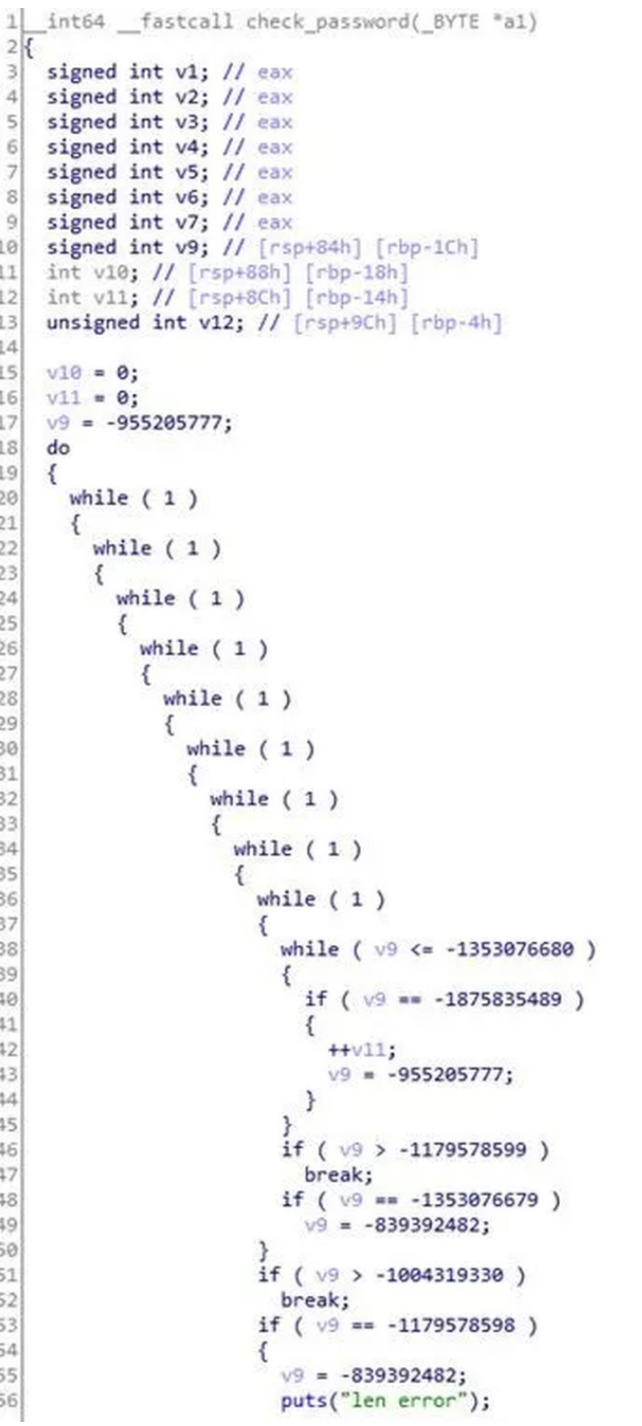 1 __int64 __fastcall check_password(_BYTE *a1)
2 {
3 signed int v1; // eax
4 signed int v2; // eax
5 signed int v3; // eax
6 signed int v4; // eax
7 signed int v5; // eax
8 signed int v6; // eax
9 signed int v7; // eax
10 signed int v9; // [rsp+84h] [rbp-1Ch]
11 int v10; // [rsp+88h] [rbp-18h]
12 int v11; // [rsp+8Ch] [rbp-14h]
13 unsigned int v12; // [rsp+9Ch] [rbp-4h]
14
15 v10 = 0;
16 v11 = 0;
17 v9 = -955205777;
18 do
19 {
20 while ( 1 )
21 {
22 while ( 1 )
23 {
24 while ( 1 )
25 {
26 while ( 1 )
27 {
28 while ( 1 )
29 {
30 while ( 1 )
31 {
32 while ( 1 )
33 {
34 while ( 1 )
35 {
36 while ( 1 )
37 {
38 while ( v9 <= -1353076680 )
39 {
40 if ( v9 == -1875835489 )
41 {
42 ++v11;
43 v9 = -955205777;
44 }
45 }
46 if ( v9 > -1179578599 )
47 break;
48 if ( v9 == -1353076679 )
49 v9 = -839392482;
50 }
51 if ( v9 > -1004319330 )
52 break;
53 if ( v9 == -1179578598 )
54 {
55 v9 = -839392482;
56 puts("len error");